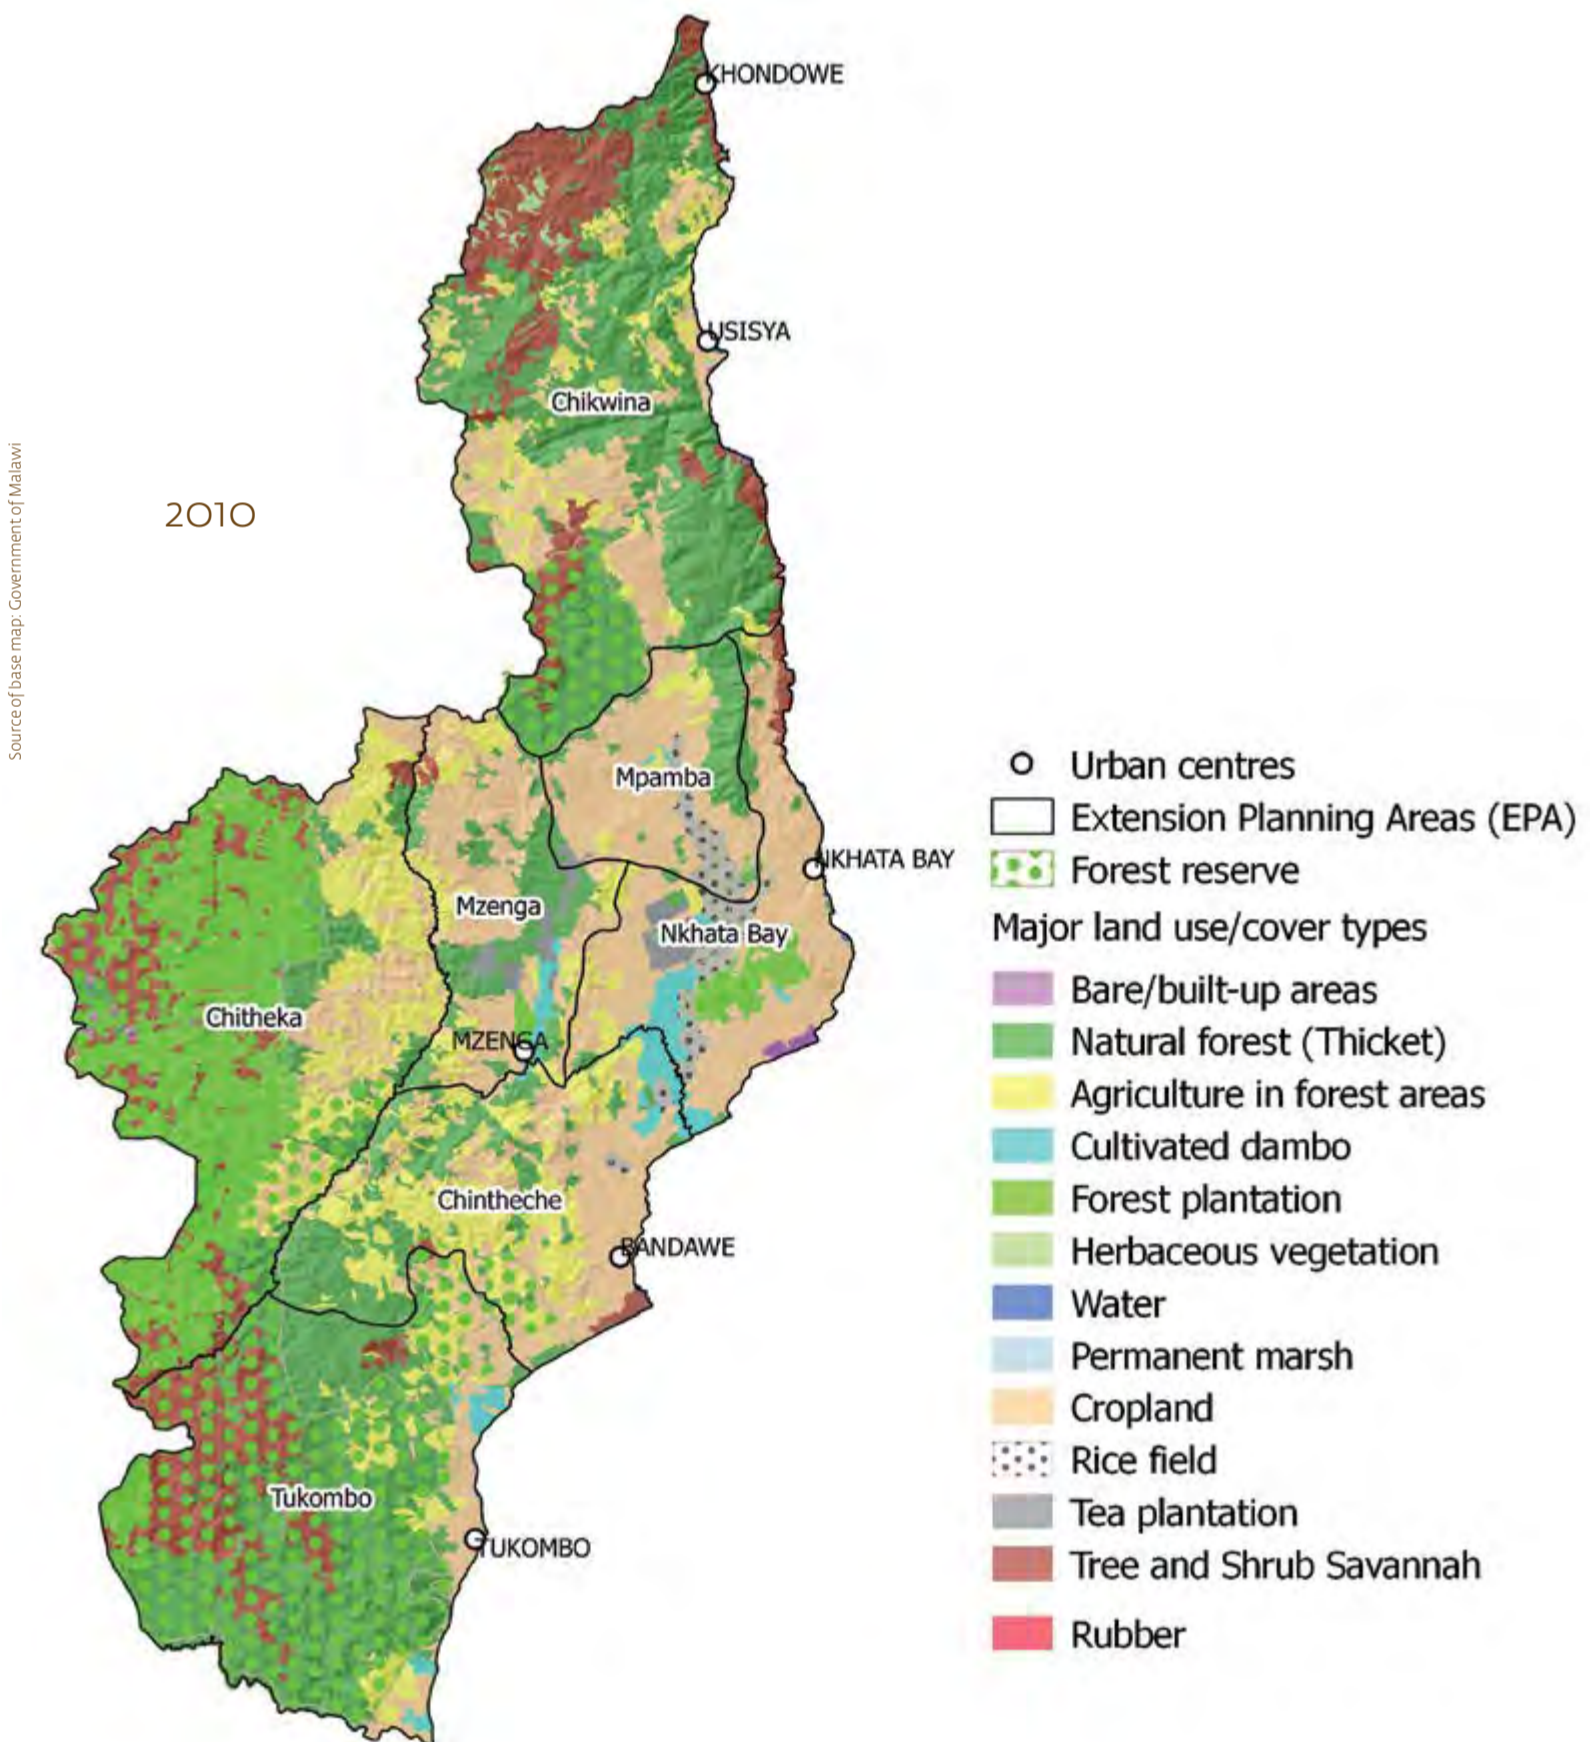 KHONDOWE
USISYA
Chikwina
Source of base map: Government of Malawi
2010
Mpamba
NKHATA BAY
Mzenga
Nkhata Bay
Chitheka
MZENGA
Chintheche
BANDAWE
Tukombo
TUKOMBO
Urban centres
Extension Planning Areas (EPA)
Forest reserve
Major land use/cover types
Bare/built-up areas
Natural forest (Thicket)
Agriculture in forest areas
Cultivated dambo
Forest plantation
Herbaceous vegetation
Water
Permanent marsh
Cropland
Rice field
Tea plantation
Tree and Shrub Savannah
Rubber